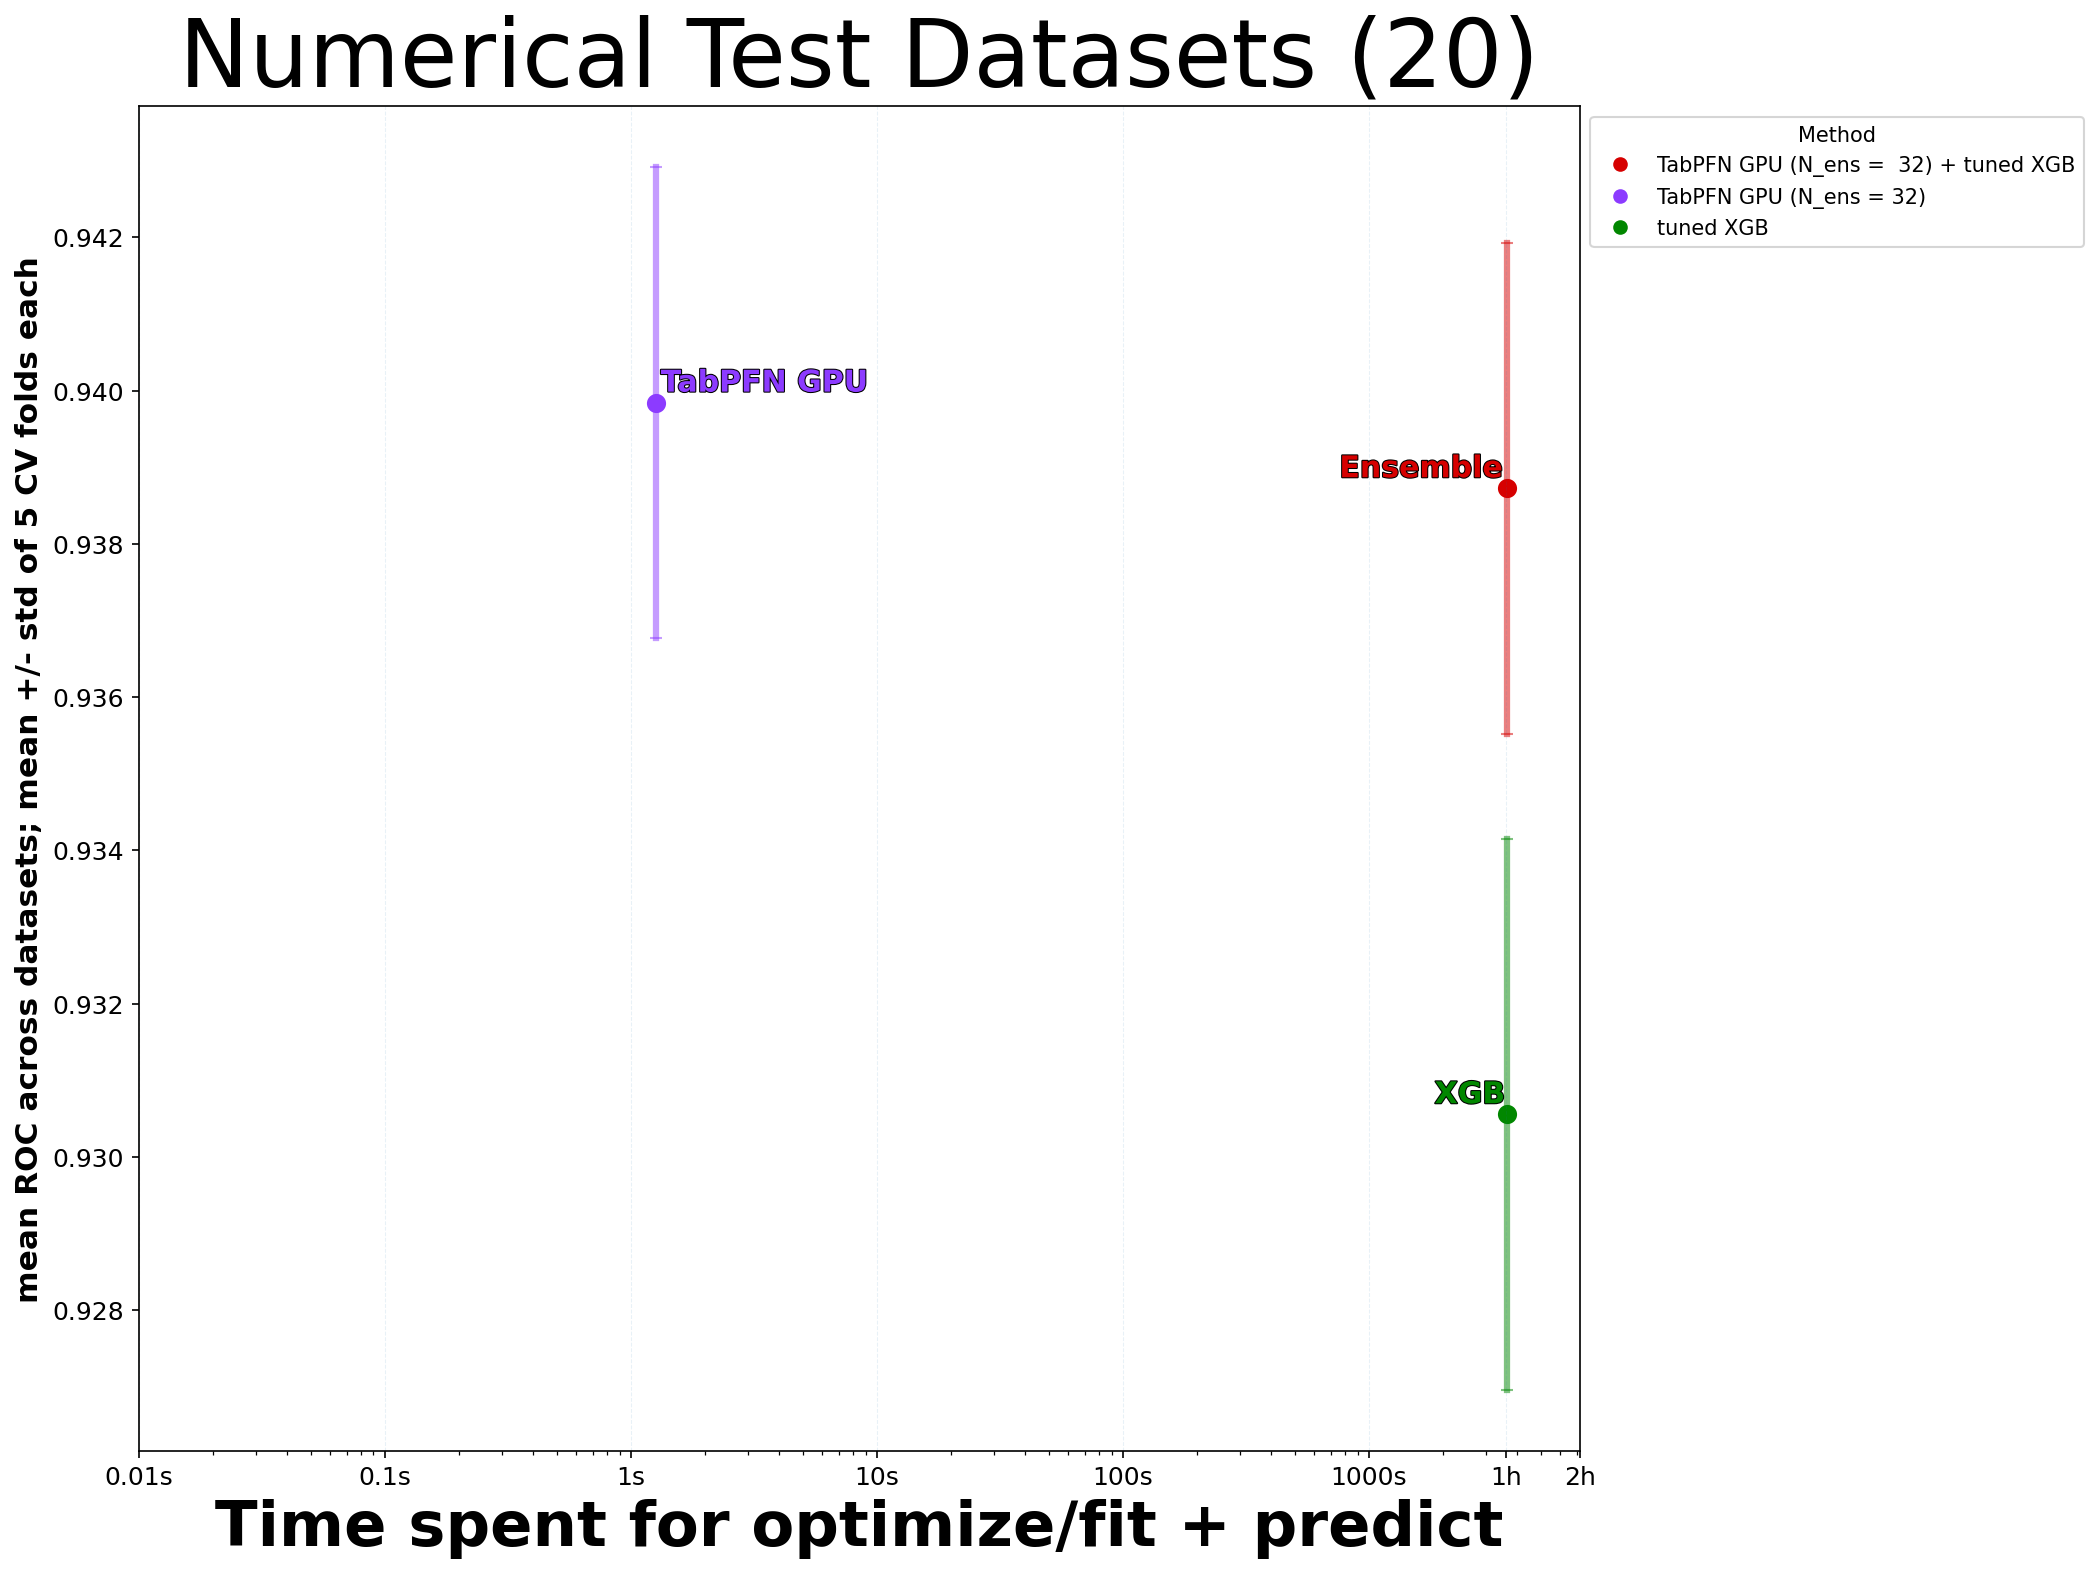 Numerical Test Datasets (20)
Method
TabPFN GPU (N_ens =  32) + tuned XGB
TabPFN GPU (N_ens = 32)
tuned XGB
mean ROC across datasets; mean +/- std of 5 CV folds each
0.942
0.940
0.938
0.936
0.934
0.932
0.930
0.928
TabPFN GPU
Ensemble
XGB
0.01s 0.1s 1s 10s 100s 1000s 1h 2h
Time spent for optimize/fit + predict